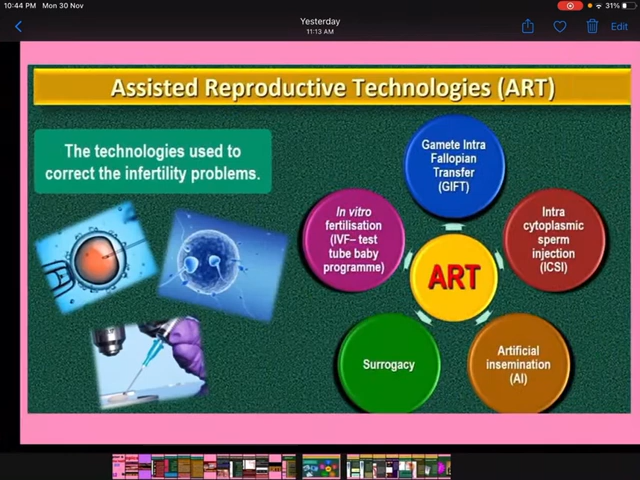 10:44 PM Mon 30 Nov
31%
Yesterday
11:13 AM
Edit
Assisted Reproductive Technologies (ART)
The technologies used to
correct the infertility problems.
Gamete Intra
Fallopian
Transfer
(GIFT)
In vitro
fertilisation
(IVF– test
tube baby
programme)
Intra
cytoplasmic
sperm
injection
(ICSI)
ART
Surrogacy
Artificial
insemination
(AI)